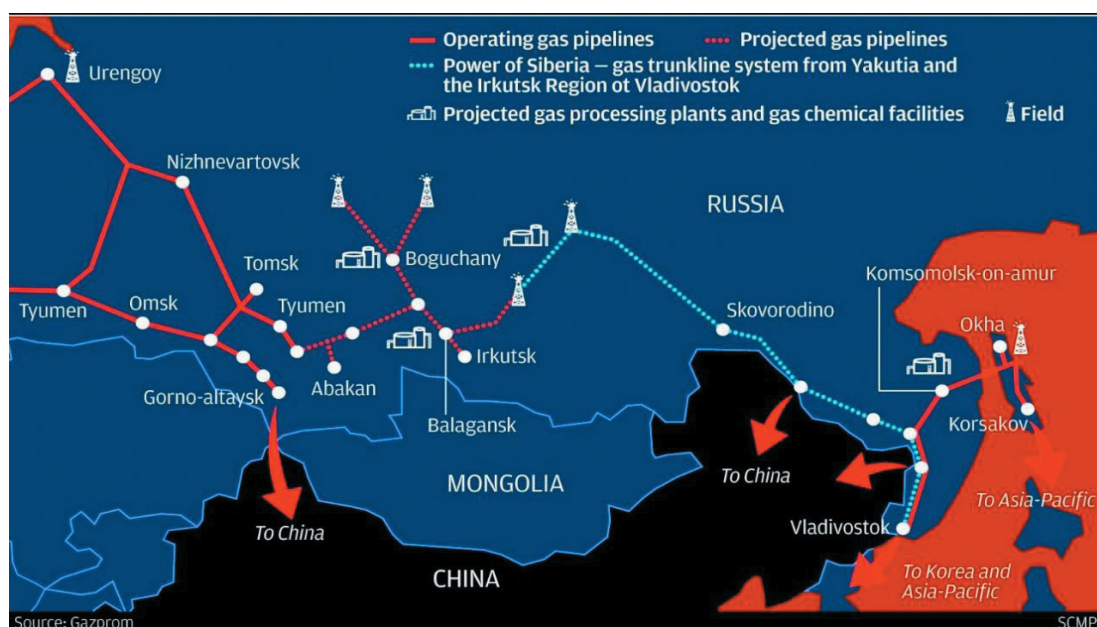 Operating gas pipelines
Projected gas pipelines
Power of Siberia – gas trunkline system from Yakutia and
the Irkutsk Region ot Vladivostok
Projected gas processing plants and gas chemical facilities
Field
Urengoy
Nizhnevartovsk
RUSSIA
Boguchany
Tomsk
Komsomolsk-on-amur
Tyumen
Omsk
Tyumen
Skovorodino
Okha
Irkutsk
Abakan
Gorno-altaysk
Korsakov
Balagansk
MONGOLIA
To China
To Asia-Pacific
To China
Vladivostok
CHINA
To Korea and
Asia-Pacific
Source: Gazprom
SCMP